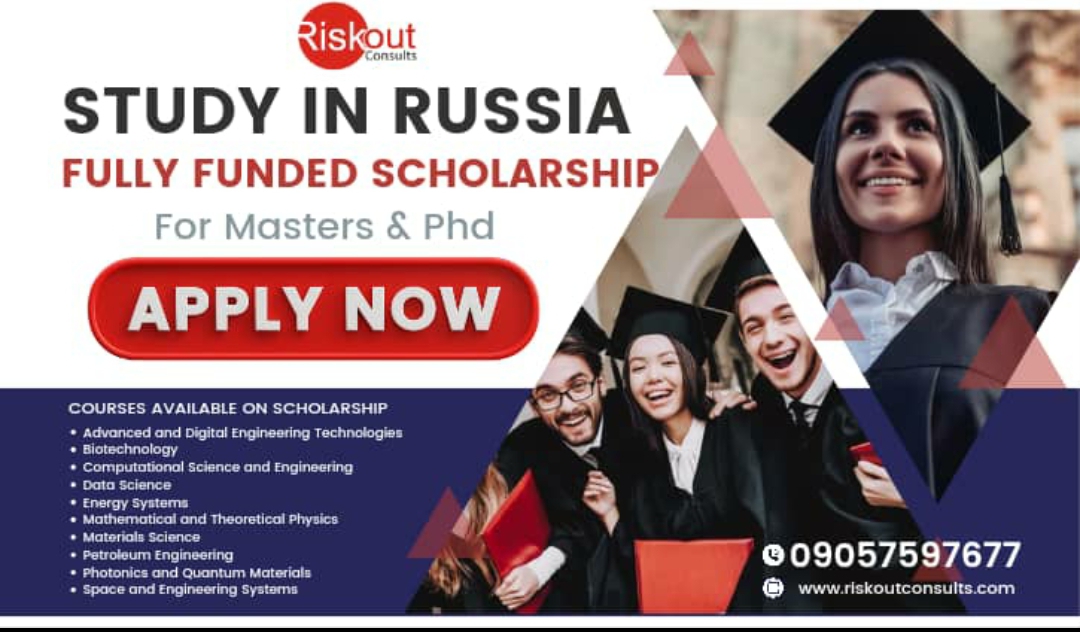 Riskout
Consults
STUDY IN RUSSIA
FULLY FUNDED SCHOLARSHIP
For Masters & Phd
APPLY NOW
COURSES AVAILABLE ON SCHOLARSHIP
• Advanced and Digital Engineering Technologies
• Biotechnology
• Computational Science and Engineering
• Data Science
• Energy Systems
• Mathematical and Theoretical Physics
• Materials Science
• Petroleum Engineering
• Photonics and Quantum Materials
• Space and Engineering Systems
09057597677
www.riskoutconsults.com